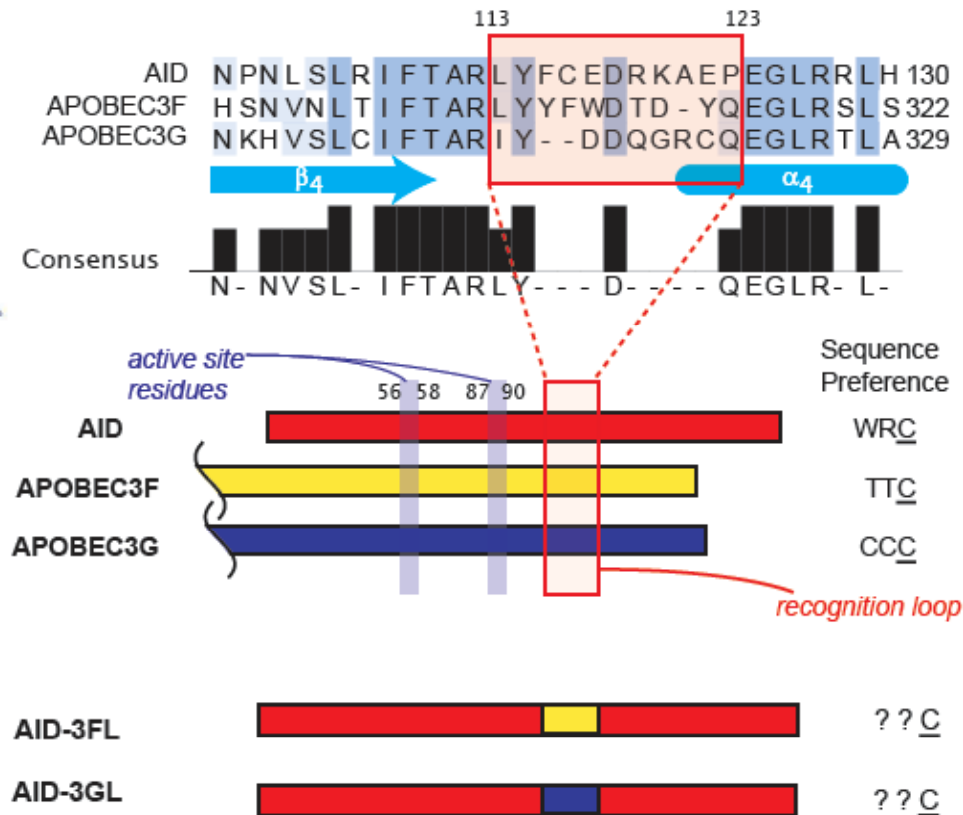 113 123
AID N P N L S L R I F T A R L Y F C E D R K A E P E G L R R L H 130
APOBEC3F H S N V N L T I F T A R L Y Y F W D T D - Y Q E G L R S L S 322
APOBEC3G N K H V S L C I F T A R I Y - - D D Q G R C Q E G L R T L A 329
β4 α4
Consensus
N - N V S L - I F T A R L Y - - - D - - - - Q E G L R - L -
active site
residues
Sequence
Preference
56 58 87 90
AID WRC
APOBEC3F TTC
APOBEC3G CCC
recognition loop
AID-3FL ? ? C
AID-3GL ? ? C